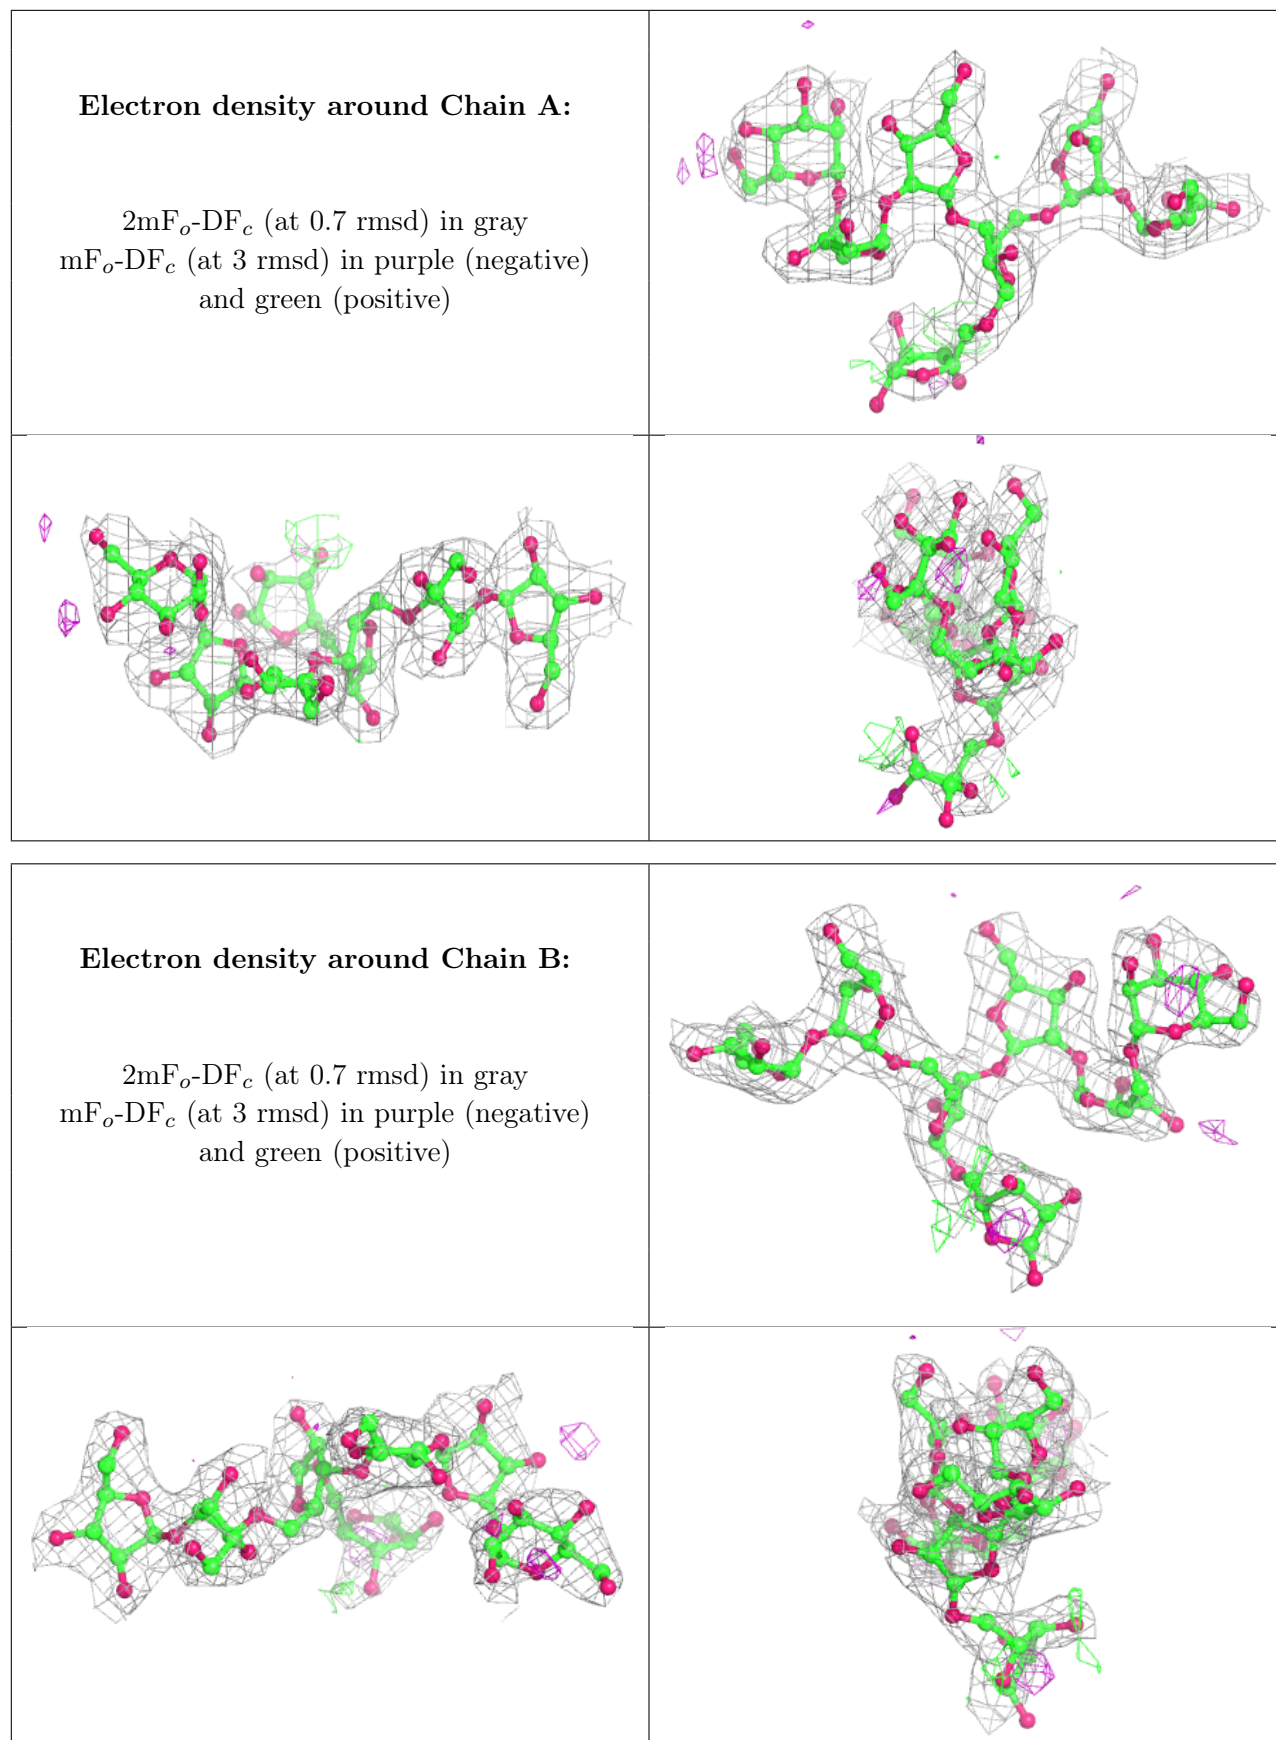 Electron density around Chain A:
2mFo-DFc (at 0.7 rmsd) in gray
mFo-DFc (at 3 rmsd) in purple (negative)
and green (positive)
Electron density around Chain B:
2mFo-DFc (at 0.7 rmsd) in gray
mFo-DFc (at 3 rmsd) in purple (negative)
and green (positive)